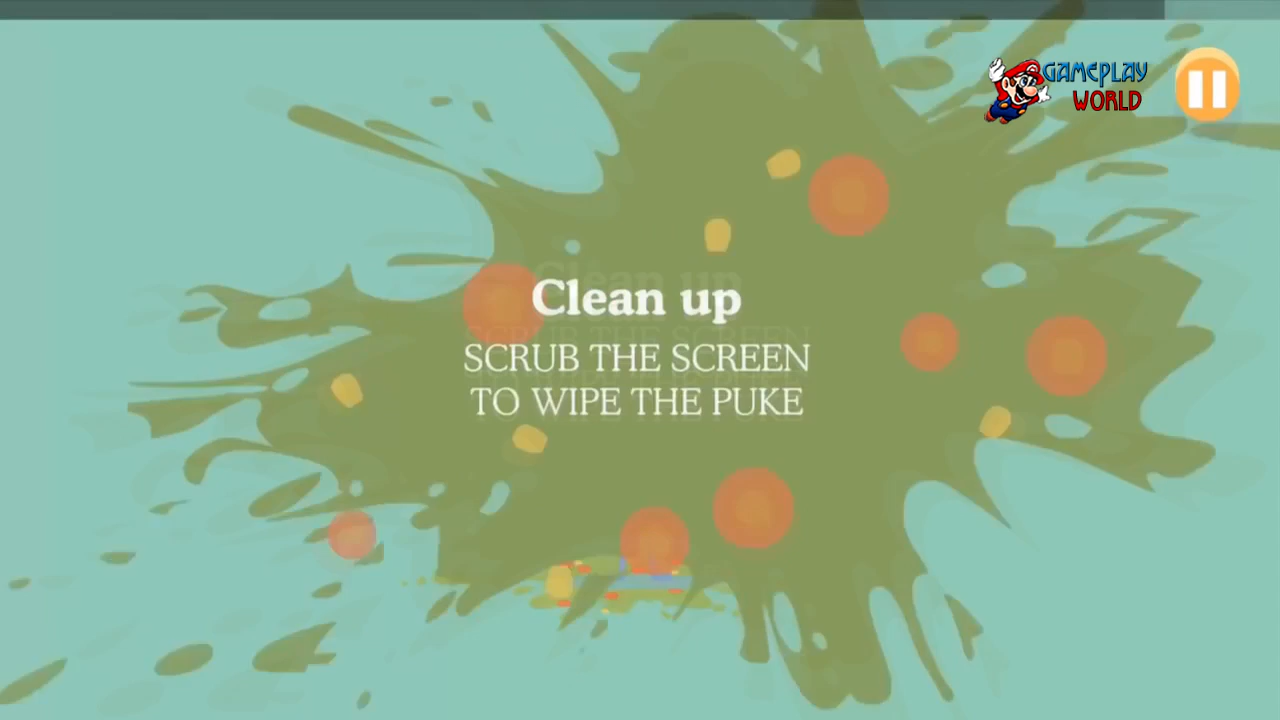 GAMEPLAY
WORLD
Clean up
SCRUB THE SCREEN
TO WIPE THE PUKE